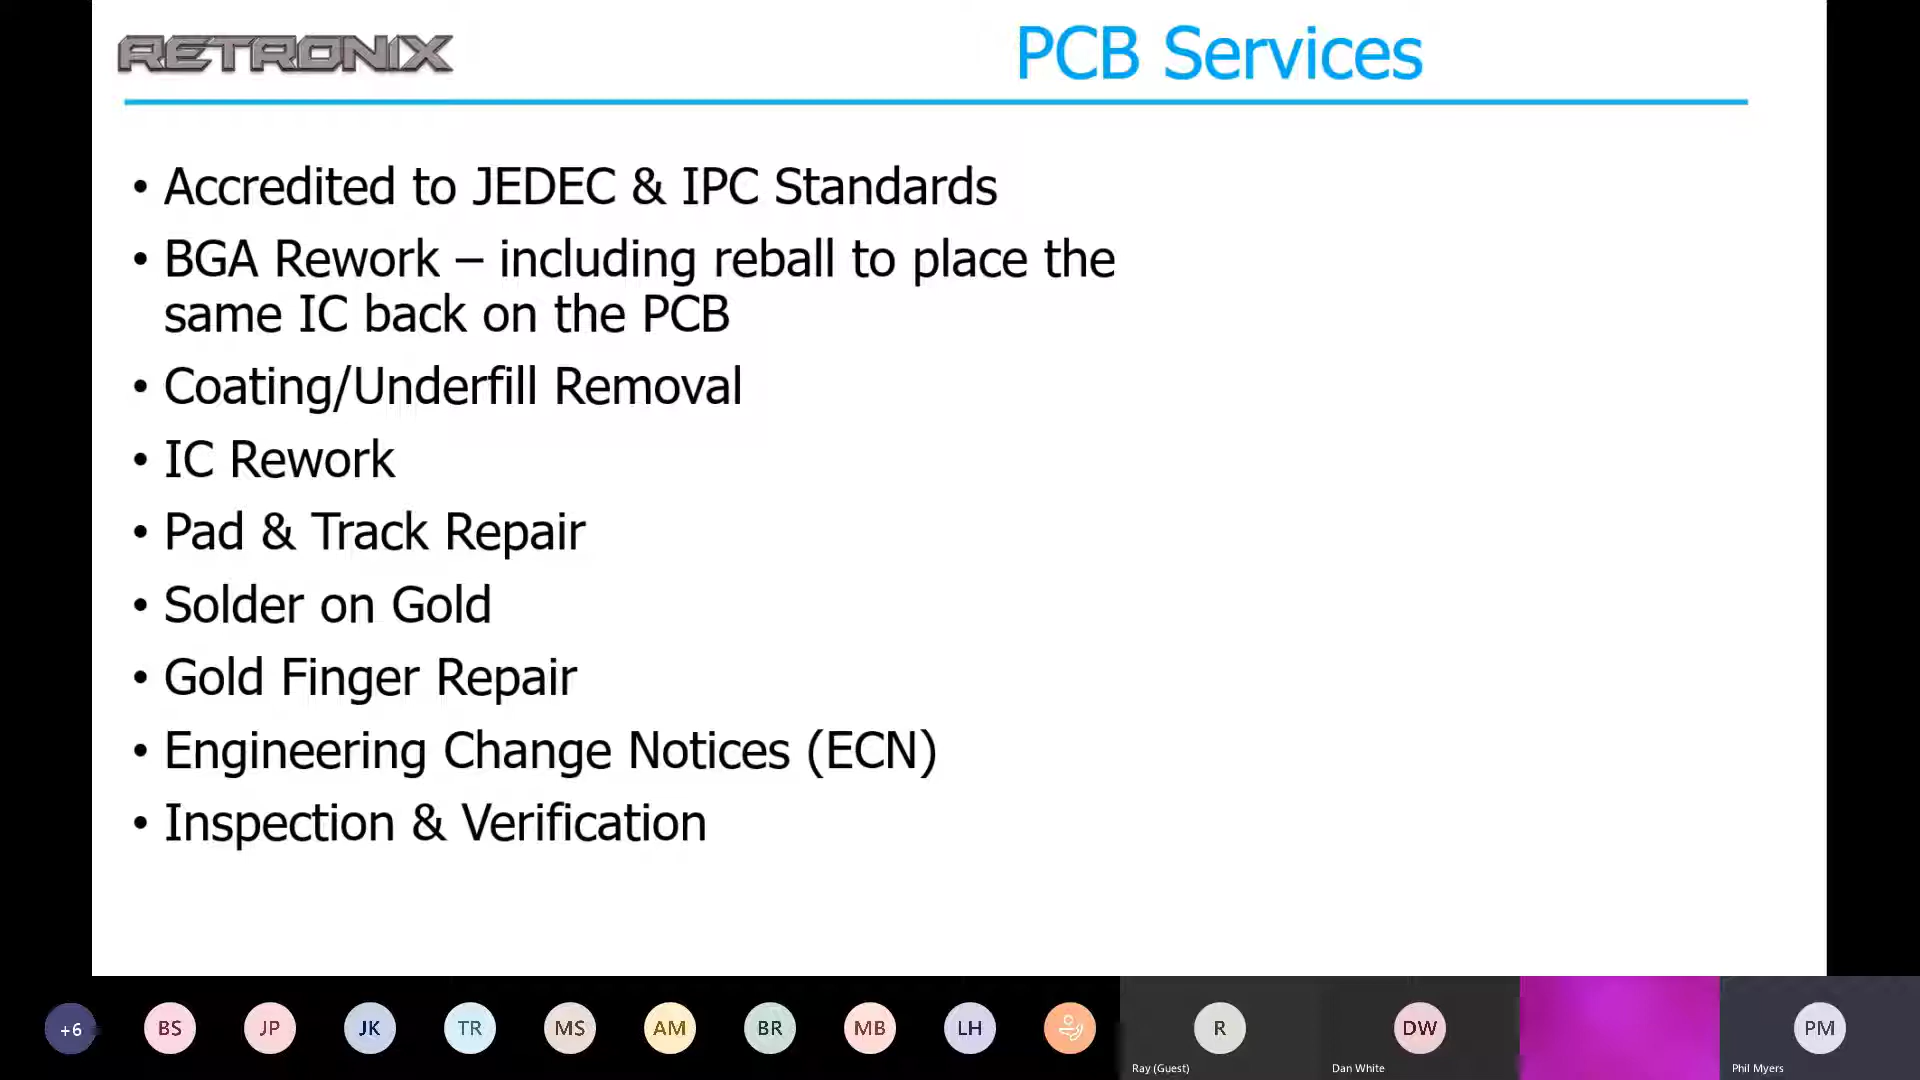 RETRONIX
PCB Services
• Accredited to JEDEC & IPC Standards
• BGA Rework – including reball to place the
same IC back on the PCB
• Coating/Underfill Removal
• IC Rework
• Pad & Track Repair
• Solder on Gold
• Gold Finger Repair
• Engineering Change Notices (ECN)
• Inspection & Verification
+6 BS JP JK TR MS AM BR MB LH R DW PM
Ray (Guest) Dan White Phil Myers